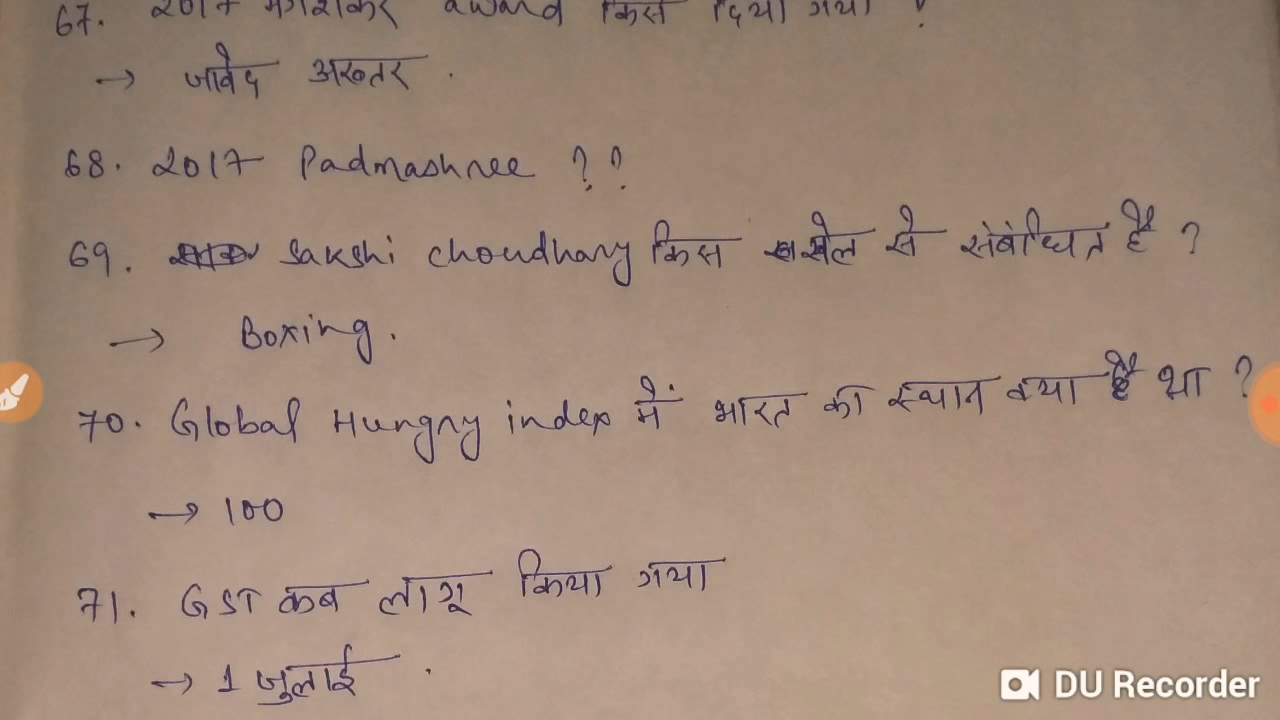 67. 2017 मंगेशकर award किसे दिया गया ?
→ जावेद अख्तर .
68. 2017 Padmashree ??
69. Sakshi choudhary किस खेल से संबंधित है ?
→ Boxing.
70. Global Hungry index में भारत का स्थान क्या था ?
→ 100
71. GST कब लागू किया गया
→ 1 जुलाई .
DU Recorder